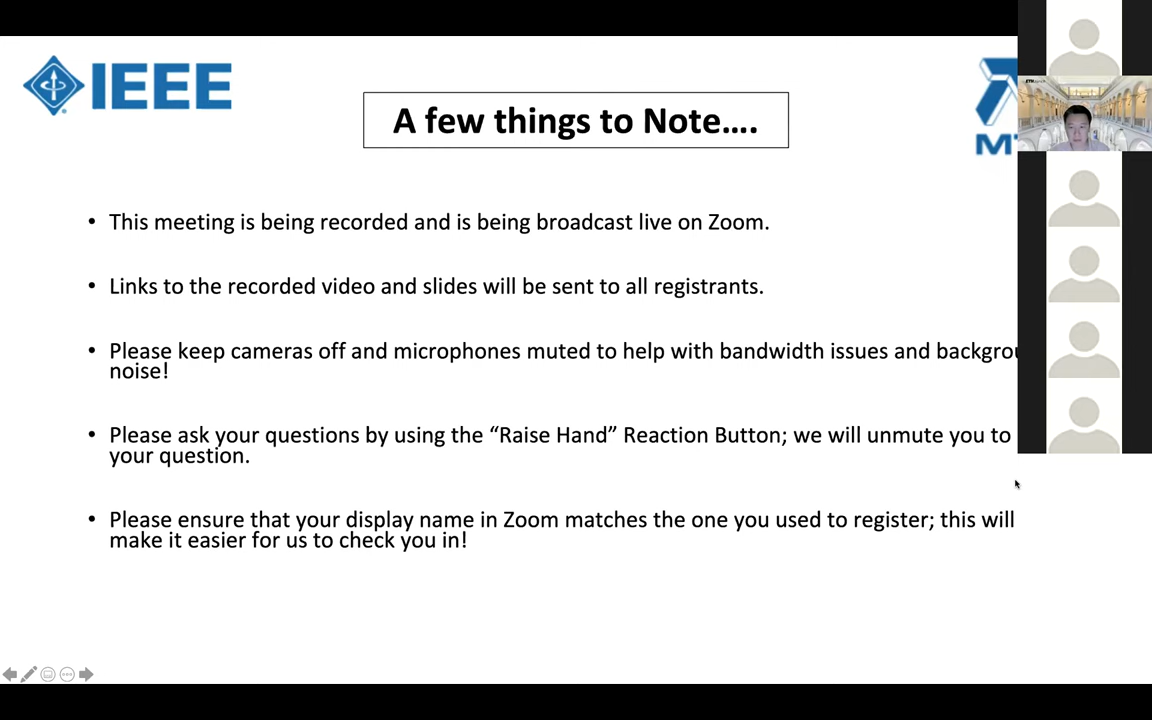 IEEE
A few things to Note....
MT
• This meeting is being recorded and is being broadcast live on Zoom.
• Links to the recorded video and slides will be sent to all registrants.
• Please keep cameras off and microphones muted to help with bandwidth issues and backgrou
noise!
• Please ask your questions by using the “Raise Hand” Reaction Button; we will unmute you to
your question.
• Please ensure that your display name in Zoom matches the one you used to register; this will
make it easier for us to check you in!